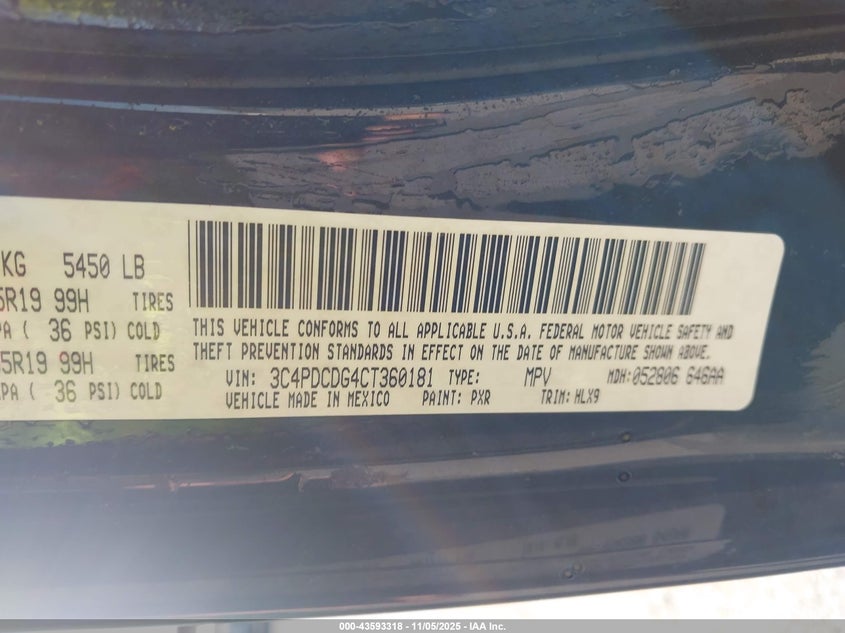 KG 5450 LB
5R19 99H TIRES
PA ( 36 PSI) COLD
5R19 99H TIRES
PA ( 36 PSI) COLD
THIS VEHICLE CONFORMS TO ALL APPLICABLE U.S.A. FEDERAL MOTOR VEHICLE SAFETY AND
THEFT PREVENTION STANDARDS IN EFFECT ON THE DATE OF MANUFACTURE SHOWN ABOVE.
VIN: 3C4PDCDG4CT360181 TYPE: MPV MDH: 052806 646AA
VEHICLE MADE IN MEXICO PAINT: PXR TRIM: HLX9
000-43593318 - 11/05/2025 - IAA Inc.